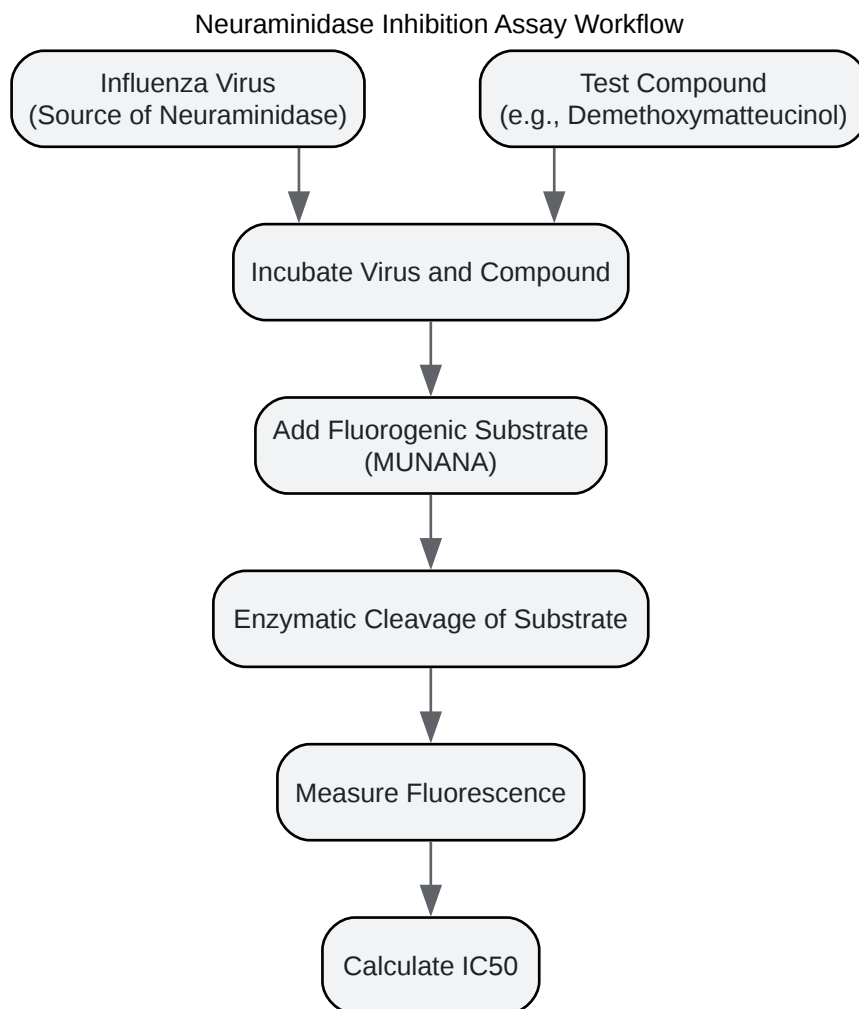 Neuraminidase Inhibition Assay Workflow
Influenza Virus
(Source of Neuraminidase)
Test Compound
(e.g., Demethoxymatteucinol)
Incubate Virus and Compound
Add Fluorogenic Substrate
(MUNANA)
Enzymatic Cleavage of Substrate
Measure Fluorescence
Calculate IC50